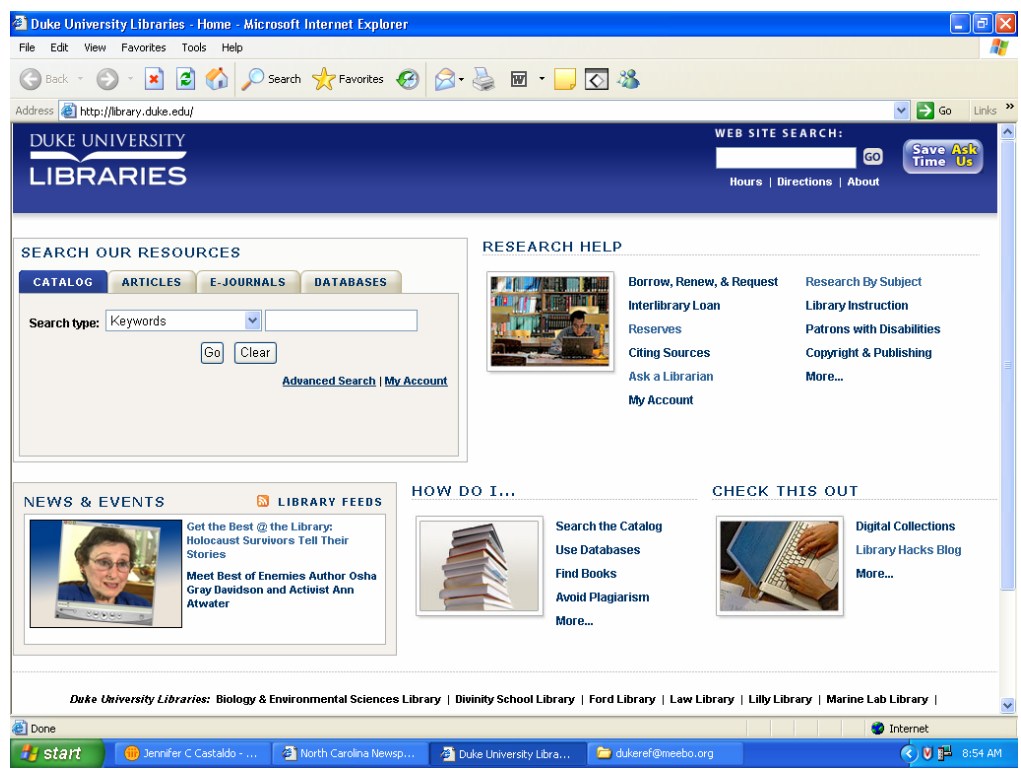 Duke University Libraries - Home - Microsoft Internet Explorer
File Edit View Favorites Tools Help
Back Search Favorites
Address http://library.duke.edu/ Go Links »
DUKE UNIVERSITY
LIBRARIES
WEB SITE SEARCH:
GO
Hours | Directions | About
Save Ask
Time Us
SEARCH OUR RESOURCES
CATALOG ARTICLES E-JOURNALS DATABASES
Search type: Keywords
Go Clear
Advanced Search | My Account
RESEARCH HELP
Borrow, Renew, & Request
Interlibrary Loan
Reserves
Citing Sources
Ask a Librarian
My Account
Research By Subject
Library Instruction
Patrons with Disabilities
Copyright & Publishing
More...
NEWS & EVENTS
LIBRARY FEEDS
Get the Best @ the Library:
Holocaust Survivors Tell Their
Stories
Meet Best of Enemies Author Osha
Gray Davidson and Activist Ann
Atwater
HOW DO I...
Search the Catalog
Use Databases
Find Books
Avoid Plagiarism
More...
CHECK THIS OUT
Digital Collections
Library Hacks Blog
More...
Duke University Libraries: Biology & Environmental Sciences Library | Divinity School Library | Ford Library | Law Library | Lilly Library | Marine Lab Library |
Done Internet
start Jennifer C Castaldo - ... North Carolina Newsp... Duke University Libra... dukeref@meebo.org 8:54 AM